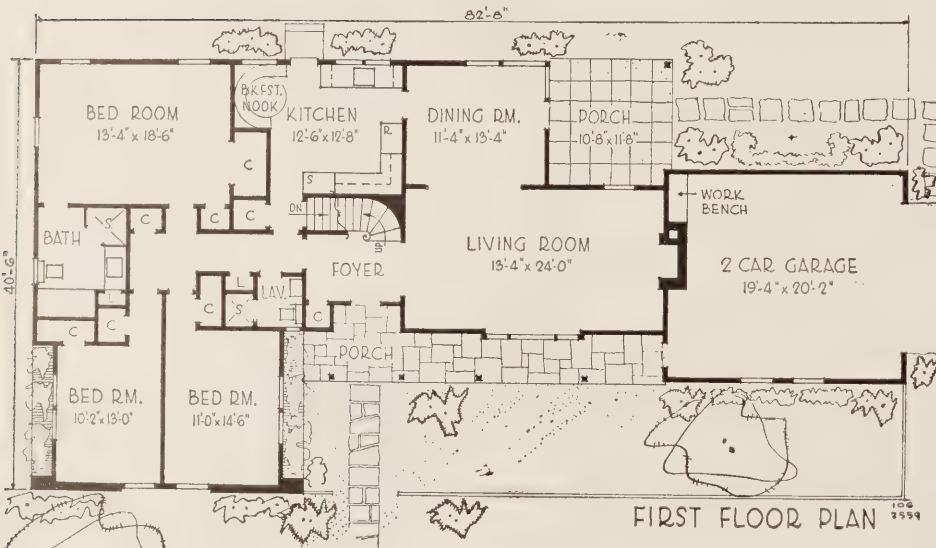 82'-8"
40'-6"
BED ROOM
13'-4" x 18'-6"
BKFST.
NOOK
KITCHEN
12'-6" x 12'-8"
R
S
DINING RM.
11'-4" x 13'-4"
PORCH
10'-8" x 11'-8"
WORK
BENCH
C
C
C
C
DN
UP
BATH
S
L
LIVING ROOM
13'-4" x 24'-0"
2 CAR GARAGE
19'-4" x 20'-2"
FOYER
L
LAV.
S
C
C
C
C
PORCH
BED RM.
10'-2" x 13'-0"
BED RM.
11'-0" x 14'-6"
FIRST FLOOR PLAN